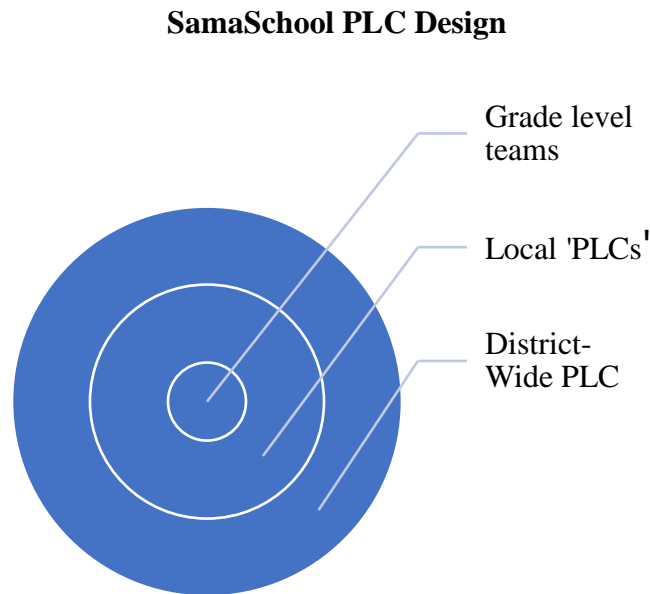 SamaSchool PLC Design
Grade level
teams
Local 'PLCs'
District-
Wide PLC